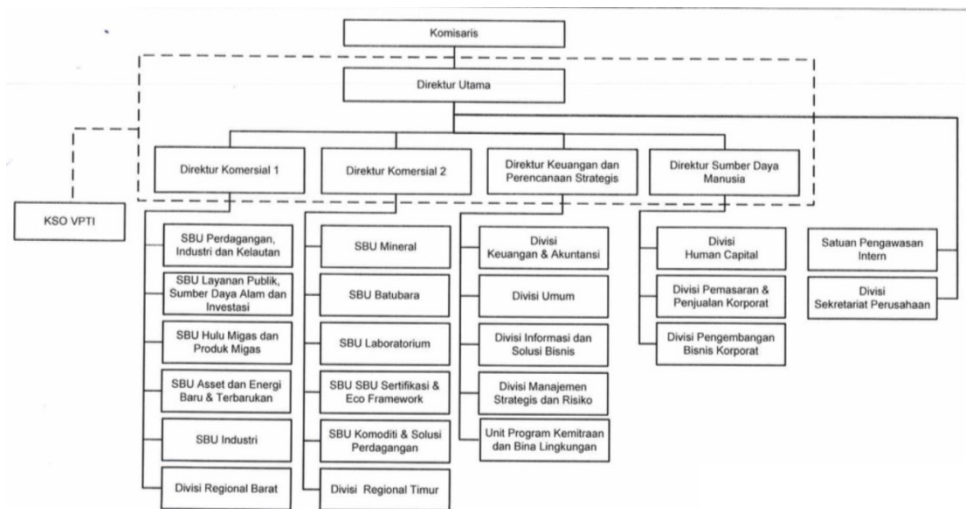 Komisaris
Direktur Utama
Direktur Komersial 1
Direktur Komersial 2
Direktur Keuangan dan
Perencanaan Strategis
Direktur Sumber Daya
Manusia
KSO VPTI
SBU Perdagangan,
Industri dan Kelautan
SBU Layanan Publik,
Sumber Daya Alam dan
Investasi
SBU Hulu Migas dan
Produk Migas
SBU Asset dan Energi
Baru & Terbarukan
SBU Industri
Divisi Regional Barat
SBU Mineral
SBU Batubara
SBU Laboratorium
SBU SBU Sertifikasi &
Eco Framework
SBU Komoditi & Solusi
Perdagangan
Divisi Regional Timur
Divisi
Keuangan & Akuntansi
Divisi Umum
Divisi Informasi dan
Solusi Bisnis
Divisi Manajemen
Strategis dan Risiko
Unit Program Kemitraan
dan Bina Lingkungan
Divisi
Human Capital
Divisi Pemasaran &
Penjualan Korporat
Divisi Pengembangan
Bisnis Korporat
Satuan Pengawasan
Intern
Divisi
Sekretariat Perusahaan